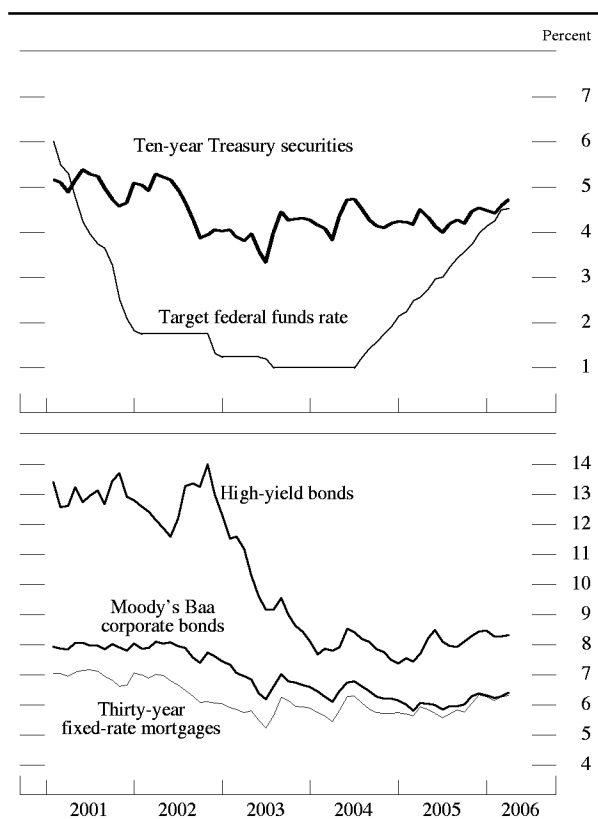 Percent
7
6
Ten-year Treasury securities
5
4
3
Target federal funds rate
2
1
14
High-yield bonds
13
12
11
10
9
Moody's Baa
corporate bonds
8
7
Thirty-year
fixed-rate mortgages
6
5
4
2001 2002 2003 2004 2005 2006